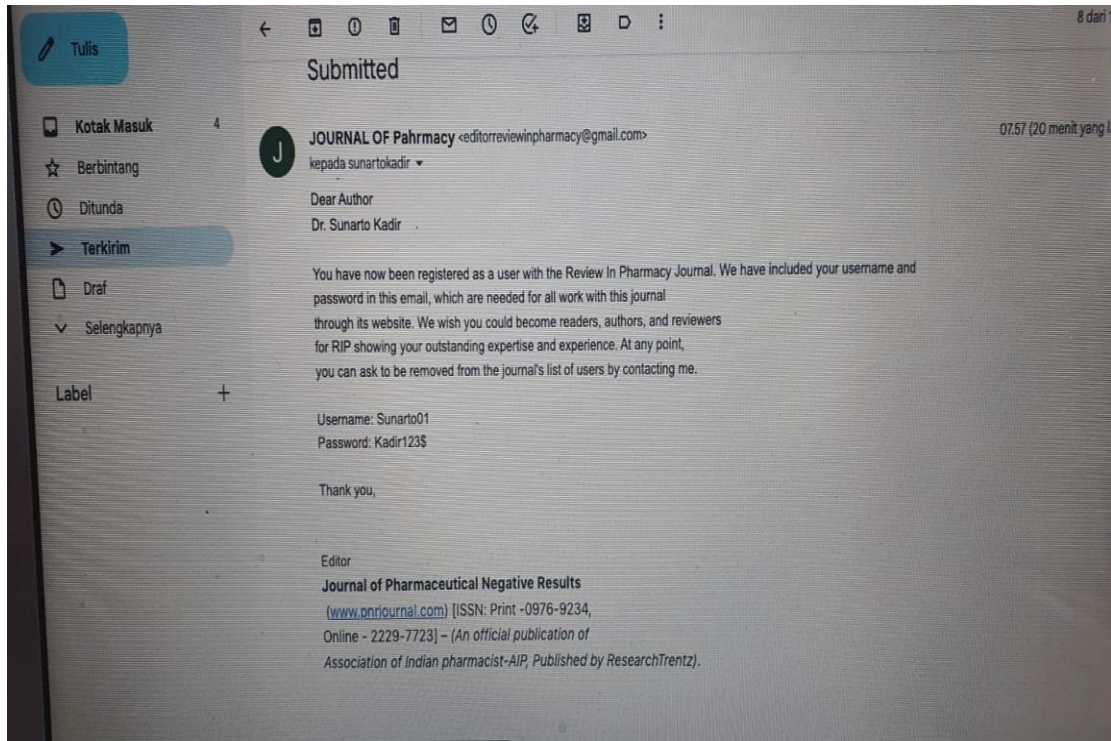 Tulis
8 dari
Submitted
Kotak Masuk 4
Berbintang
Ditunda
Terkirim
Draf
Selengkapnya
Label +
J
JOURNAL OF Pahrmacy <editorreviewinpharmacy@gmail.com>
07.57 (20 menit yang
kepada sunartokadir
Dear Author
Dr. Sunarto Kadir
You have now been registered as a user with the Review In Pharmacy Journal. We have included your username and
password in this email, which are needed for all work with this journal
through its website. We wish you could become readers, authors, and reviewers
for RIP showing your outstanding expertise and experience. At any point,
you can ask to be removed from the journal's list of users by contacting me.
Username: Sunarto01
Password: Kadir123$
Thank you,
Editor
Journal of Pharmaceutical Negative Results
(www.pnrjournal.com) [ISSN: Print -0976-9234,
Online - 2229-7723] – (An official publication of
Association of Indian pharmacist-AIP, Published by ResearchTrentz).